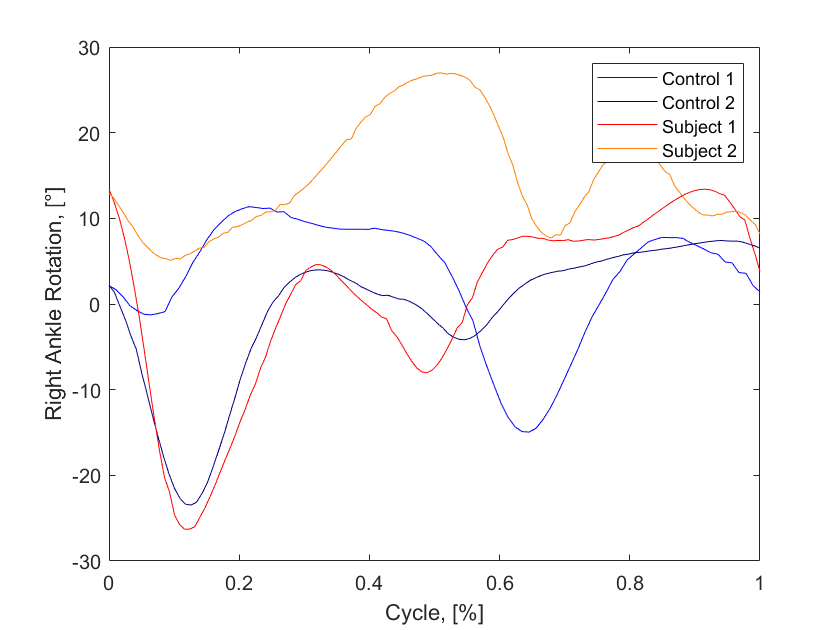 30
20
10
0
-10
-20
-30
Right Ankle Rotation, [°]
Control 1
Control 2
Subject 1
Subject 2
0 0.2 0.4 0.6 0.8 1
Cycle, [%]